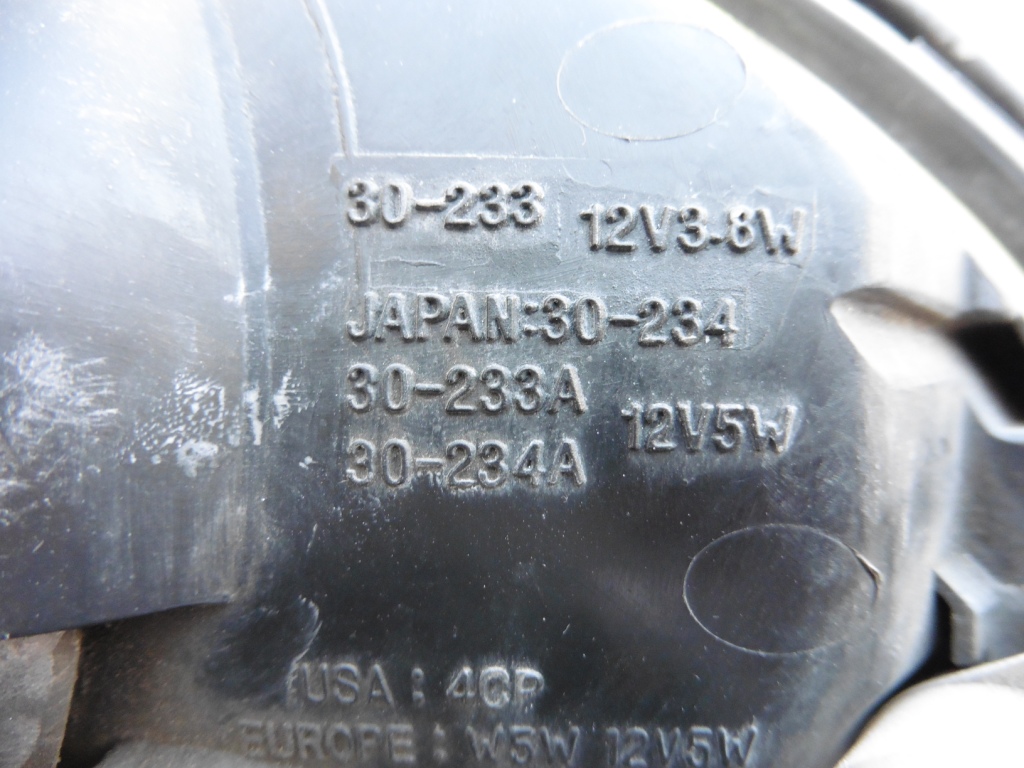 30-233 12V3.8W
JAPAN:30-234
30-233A
12V5W
30-234A
USA : 4CP
EUROPE : W5W 12V5W